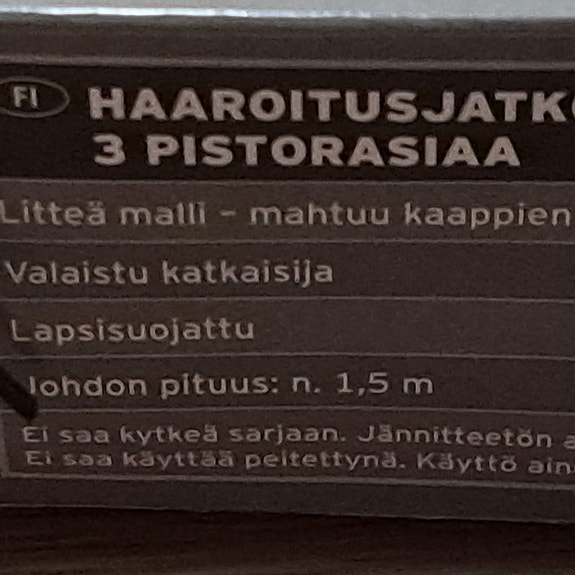 FI HAAROITUSJATK
3 PISTORASIAA
Litteä malli - mahtuu kaappien
Valaistu katkaisija
Lapsisuojattu
Johdon pituus: n. 1,5 m
Ei saa kytkeä sarjaan. Jännitteetön
Ei saa käyttää peitettynä. Käyttö ain